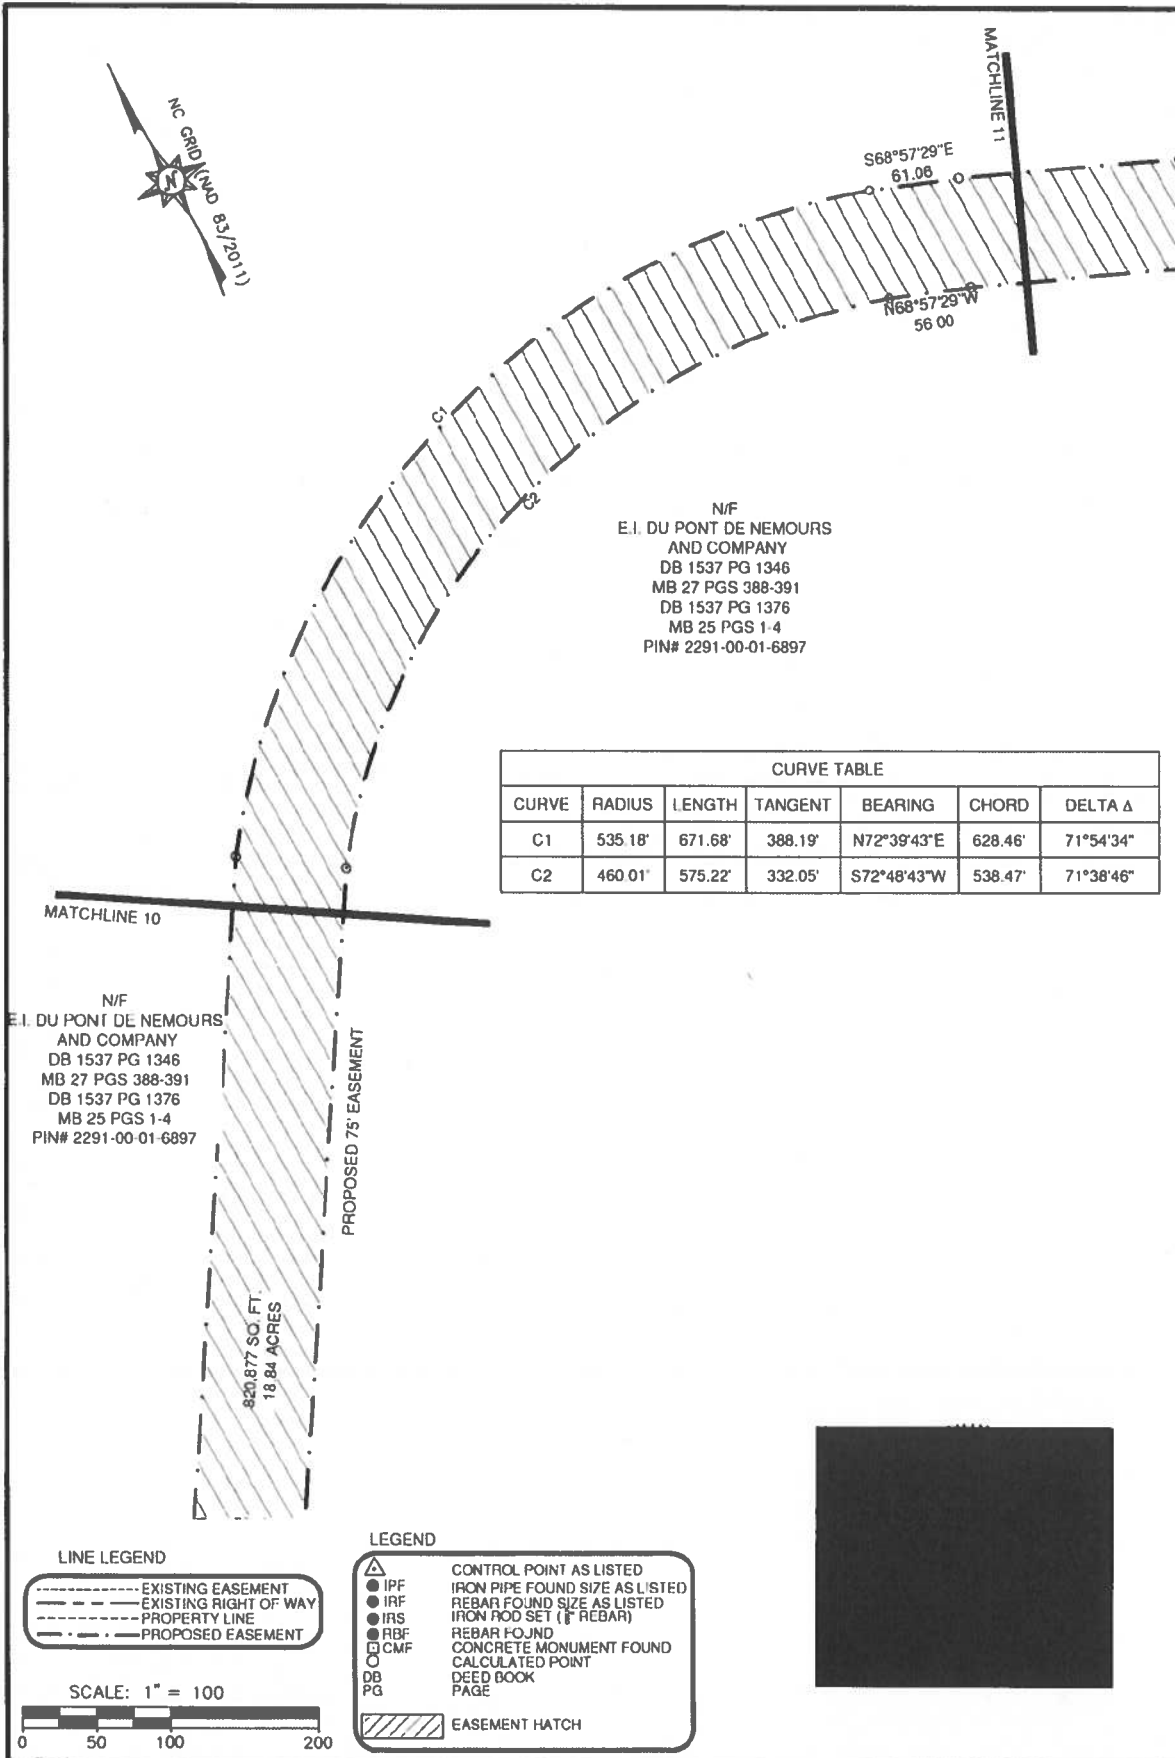 MATCHLINE 11
NC GRID (NAD 83/2011)
N
S68°57'29"E
61.06
N68°57'29"W
56 00
C1
C2
N/F
E.I. DU PONT DE NEMOURS
AND COMPANY
DB 1537 PG 1346
MB 27 PGS 388-391
DB 1537 PG 1376
MB 25 PGS 1-4
PIN# 2291-00-01-6897
CURVE TABLE
CURVE RADIUS LENGTH TANGENT BEARING CHORD DELTA Δ
C1 535.18' 671.68' 388.19' N72°39'43"E 628.46' 71°54'34"
C2 460.01' 575.22' 332.05' S72°48'43"W 538.47' 71°38'46"
MATCHLINE 10
N/F
E.I. DU PONT DE NEMOURS
AND COMPANY
DB 1537 PG 1346
MB 27 PGS 388-391
DB 1537 PG 1376
MB 25 PGS 1-4
PIN# 2291-00-01-6897
PROPOSED 75' EASEMENT
820,877 SQ. FT.
18.84 ACRES
LINE LEGEND
EXISTING EASEMENT
EXISTING RIGHT OF WAY
PROPERTY LINE
PROPOSED EASEMENT
SCALE: 1" = 100
0 50 100 200
LEGEND
CONTROL POINT AS LISTED
IPF IRON PIPE FOUND SIZE AS LISTED
IRF REBAR FOUND SIZE AS LISTED
IRS IRON ROD SET ( REBAR)
RBF REBAR FOUND
CMF CONCRETE MONUMENT FOUND
CALCULATED POINT
DB DEED BOOK
PG PAGE
EASEMENT HATCH